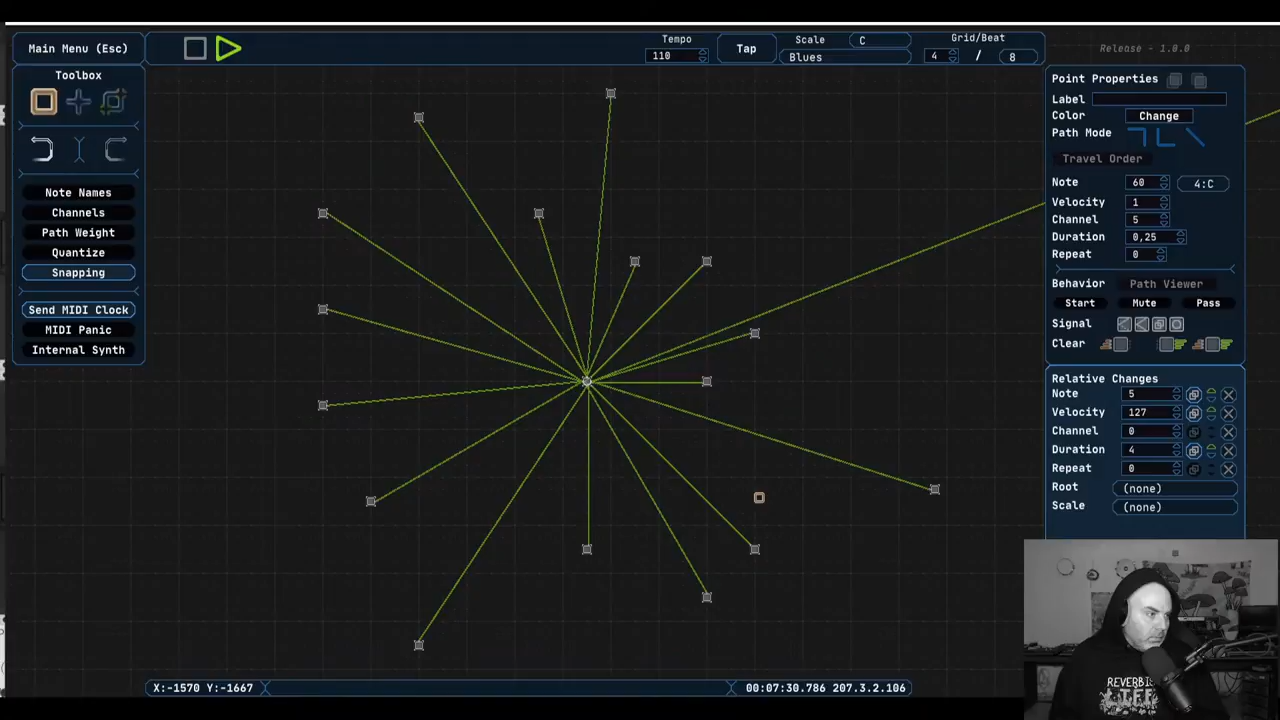 Main Menu (Esc)
Tempo
110
Tap
Scale
C
Blues
Grid/Beat
4 / 8
Release - 1.0.0
Toolbox
Note Names
Channels
Path Weight
Quantize
Snapping
Send MIDI Clock
MIDI Panic
Internal Synth
Point Properties
Label
Color Change
Path Mode
Travel Order
Note 60 4:C
Velocity 1
Channel 5
Duration 0,25
Repeat 0
Behavior Path Viewer
Start Mute Pass
Signal
Clear
Relative Changes
Note 5
Velocity 127
Channel 0
Duration 4
Repeat 0
Root (none)
Scale (none)
X:-1570 Y:-1667
00:07:30.786 207.3.2.106